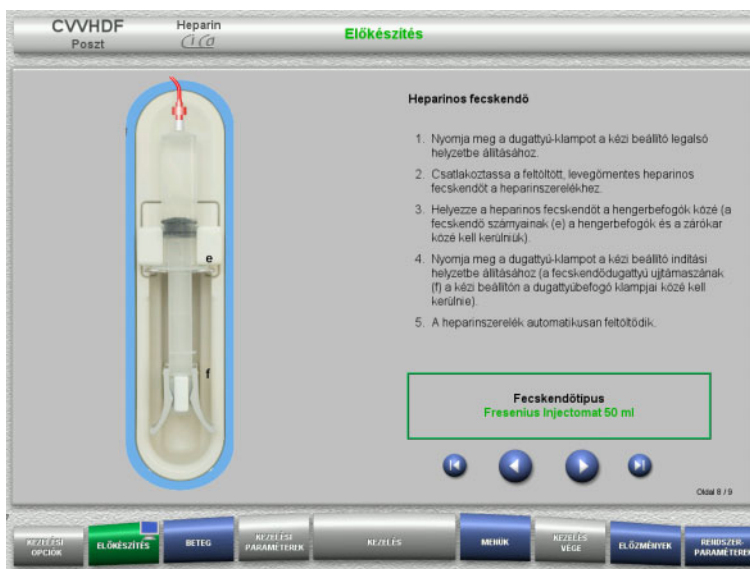 CVVHDF
Poszt
Heparin
Ci Ca
Előkészítés
e
f
Heparinos fecskendő
1. Nyomja meg a dugattyú-klampot a kézi beállító legalsó
helyzetbe állításához.
2. Csatlakoztassa a feltöltött, levegőmentes heparinos
fecskendőt a heparinszerelékhez.
3. Helyezze a heparinos fecskendőt a hengerbefogók közé (a
fecskendő szárnyainak (e) a hengerbefogók és a zárókar
közé kell kerülniük).
4. Nyomja meg a dugattyú-klampot a kézi beállító indítási
helyzetbe állításához (a fecskendődugattyú ujjtámaszának
(f) a kézi beállítón a dugattyúbefogó klampjai közé kell
kerülnie).
5. A heparinszerelék automatikusan feltöltődik.
Fecskendőtípus
Fresenius Injectomat 50 ml
Oldal 8 / 9
KEZELÉSI
OPCIÓK
ELŐKÉSZÍTÉS
BETEG
KEZELÉSI
PARAMÉTEREK
KEZELÉS
MENÜK
KEZELÉS
VÉGE
ELŐZMÉNYEK
RENDSZER-
PARAMÉTEREK